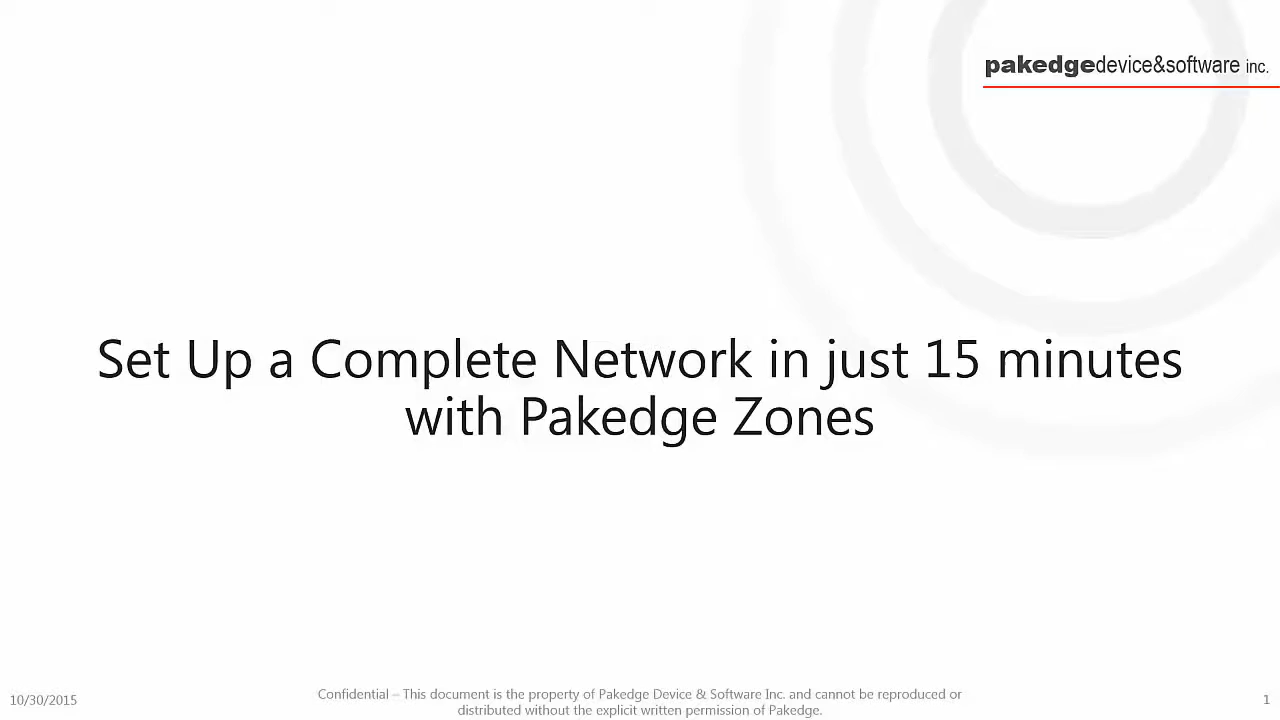 pakedgedevice&software inc.
Set Up a Complete Network in just 15 minutes
with Pakedge Zones
10/30/2015
Confidential – This document is the property of Pakedge Device & Software Inc. and cannot be reproduced or
distributed without the explicit written permission of Pakedge.
1